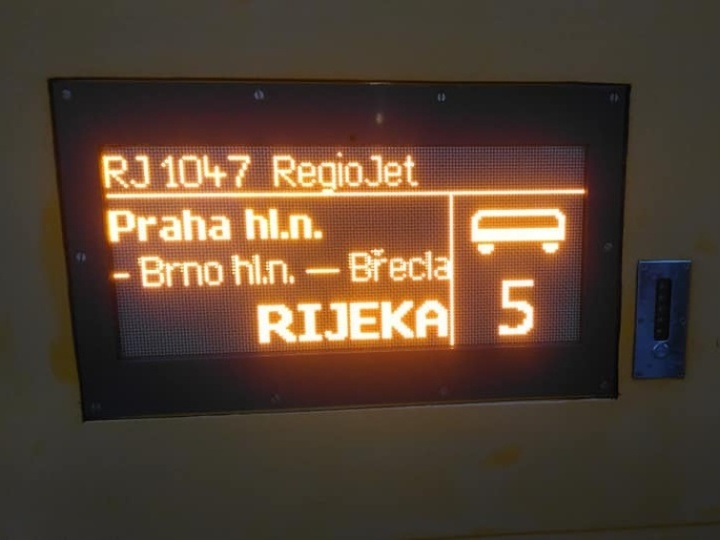 RJ 1047 RegioJet
Praha hl.n.
- Brno hl.n. — Břecla
RIJEKA
5